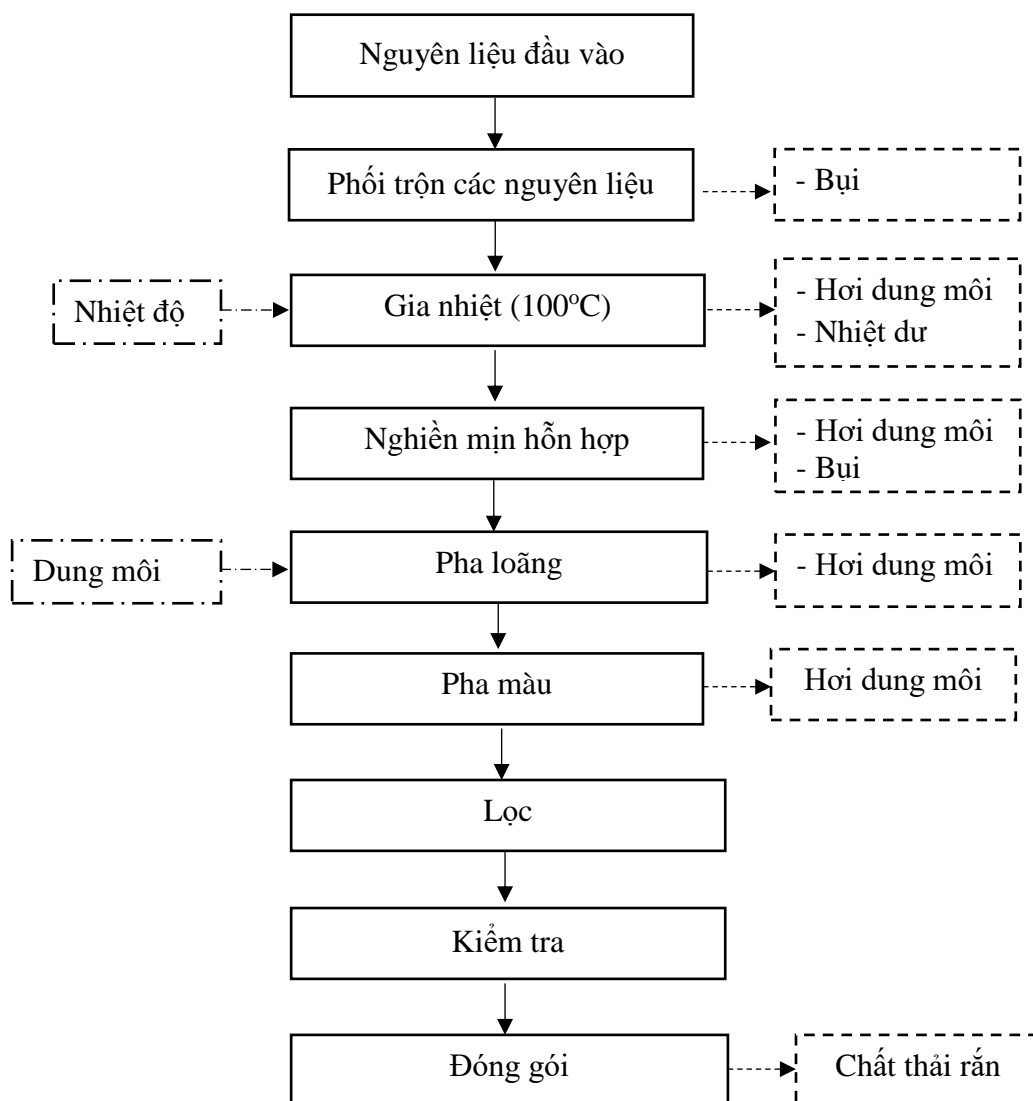 Nguyên liệu đầu vào
Phối trộn các nguyên liệu
- Bụi
Nhiệt độ
Gia nhiệt (100°C)
- Hơi dung môi
- Nhiệt dư
Nghiền mịn hỗn hợp
- Hơi dung môi
- Bụi
Dung môi
Pha loãng
- Hơi dung môi
Pha màu
Hơi dung môi
Lọc
Kiểm tra
Đóng gói
Chất thải rắn